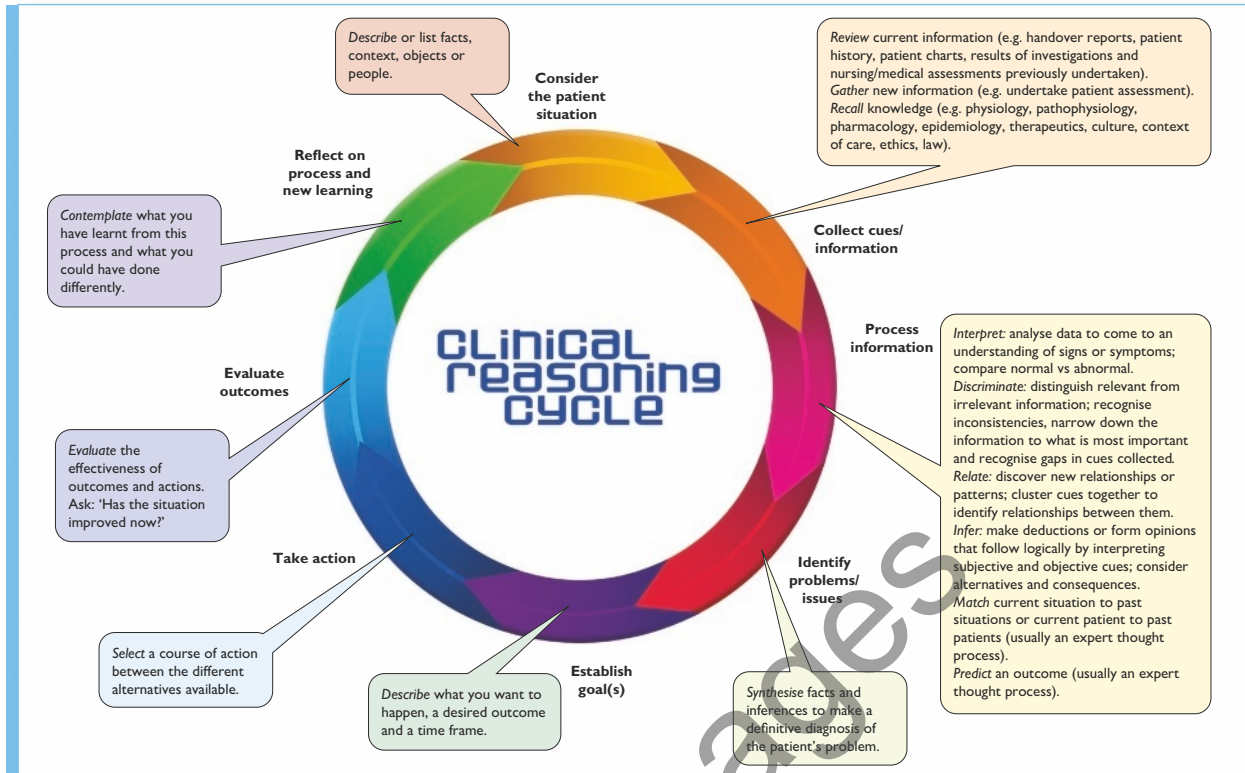 Describe or list facts,
context, objects or
people.
Consider
the patient
situation
Review current information (e.g. handover reports, patient
history, patient charts, results of investigations and
nursing/medical assessments previously undertaken).
Gather new information (e.g. undertake patient assessment).
Recall knowledge (e.g. physiology, pathophysiology,
pharmacology, epidemiology, therapeutics, culture, context
of care, ethics, law).
Collect cues/
information
Process
information
Interpret: analyse data to come to an
understanding of signs or symptoms;
compare normal vs abnormal.
Discriminate: distinguish relevant from
irrelevant information; recognise
inconsistencies, narrow down the
information to what is most important
and recognise gaps in cues collected.
Relate: discover new relationships or
patterns; cluster cues together to
identify relationships between them.
Infer: make deductions or form opinions
that follow logically by interpreting
subjective and objective cues; consider
alternatives and consequences.
Match current situation to past
situations or current patient to past
patients (usually an expert thought
process).
Predict an outcome (usually an expert
thought process).
Identify
problems/
issues
Synthesise facts and
inferences to make a
definitive diagnosis of
the patient's problem.
Establish
goal(s)
Describe what you want to
happen, a desired outcome
and a time frame.
Take action
Select a course of action
between the different
alternatives available.
Evaluate
outcomes
Evaluate the
effectiveness of
outcomes and actions.
Ask: 'Has the situation
improved now?'
Reflect on
process and
new learning
Contemplate what you
have learnt from this
process and what you
could have done
differently.
CLINICAL
reasoning
CYCLE
ages